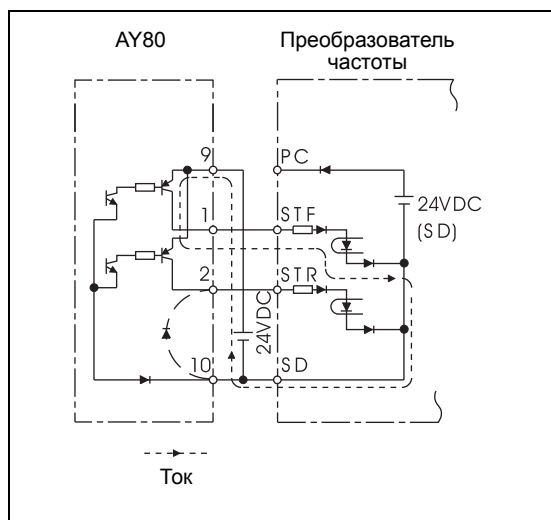 AY80
Преобразователь
частоты
9
PC
24VDC
(SD)
1
STF
2
STR
24VDC
10
SD
Ток